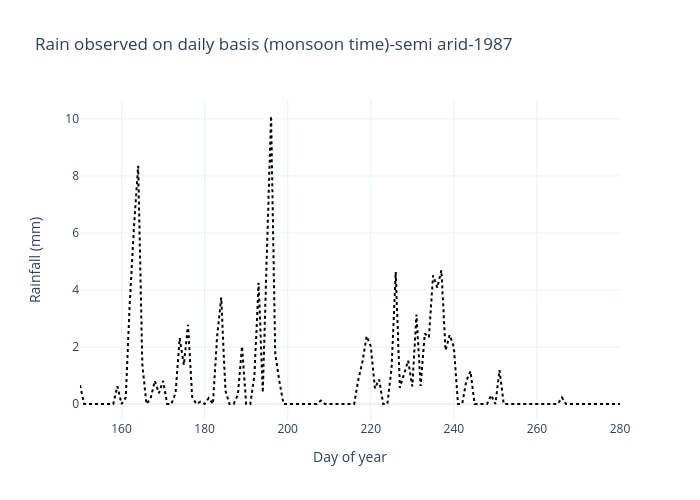 Rain observed on daily basis (monsoon time)-semi arid-1987
10
8
6
4
2
0
Rainfall (mm)
160 180 200 220 240 260 280
Day of year